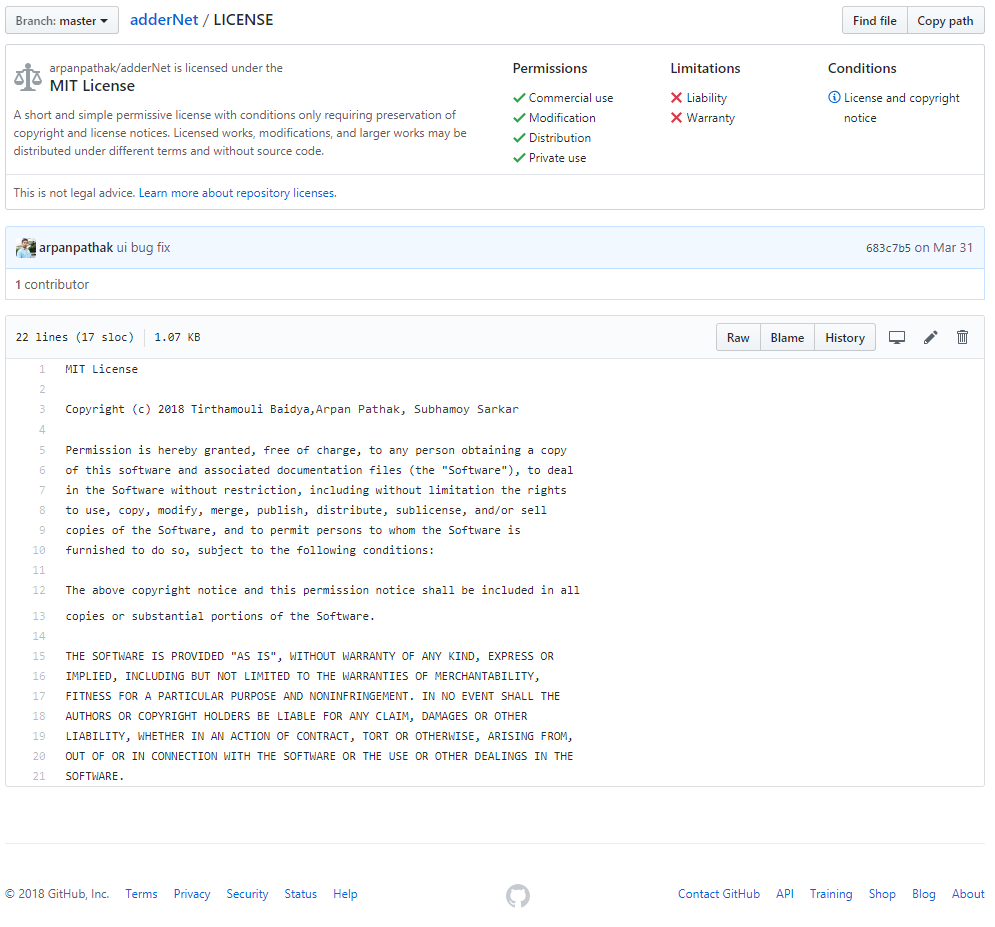 Branch: master
adderNet / LICENSE
Find file
Copy path
arpanpathak/adderNet is licensed under the
MIT License
A short and simple permissive license with conditions only requiring preservation of
copyright and license notices. Licensed works, modifications, and larger works may be
distributed under different terms and without source code.
Permissions
Commercial use
Modification
Distribution
Private use
Limitations
Liability
Warranty
Conditions
License and copyright
notice
This is not legal advice. Learn more about repository licenses.
arpanpathak ui bug fix
683c7b5 on Mar 31
1 contributor
22 lines (17 sloc) 1.07 KB
Raw
Blame
History
1 MIT License
2
3 Copyright (c) 2018 Tirthamouli Baidya,Arpan Pathak, Subhamoy Sarkar
4
5 Permission is hereby granted, free of charge, to any person obtaining a copy
6 of this software and associated documentation files (the "Software"), to deal
7 in the Software without restriction, including without limitation the rights
8 to use, copy, modify, merge, publish, distribute, sublicense, and/or sell
9 copies of the Software, and to permit persons to whom the Software is
10 furnished to do so, subject to the following conditions:
11
12 The above copyright notice and this permission notice shall be included in all
13 copies or substantial portions of the Software.
14
15 THE SOFTWARE IS PROVIDED "AS IS", WITHOUT WARRANTY OF ANY KIND, EXPRESS OR
16 IMPLIED, INCLUDING BUT NOT LIMITED TO THE WARRANTIES OF MERCHANTABILITY,
17 FITNESS FOR A PARTICULAR PURPOSE AND NONINFRINGEMENT. IN NO EVENT SHALL THE
18 AUTHORS OR COPYRIGHT HOLDERS BE LIABLE FOR ANY CLAIM, DAMAGES OR OTHER
19 LIABILITY, WHETHER IN AN ACTION OF CONTRACT, TORT OR OTHERWISE, ARISING FROM,
20 OUT OF OR IN CONNECTION WITH THE SOFTWARE OR THE USE OR OTHER DEALINGS IN THE
21 SOFTWARE.
© 2018 GitHub, Inc. Terms Privacy Security Status Help
Contact GitHub API Training Shop Blog About